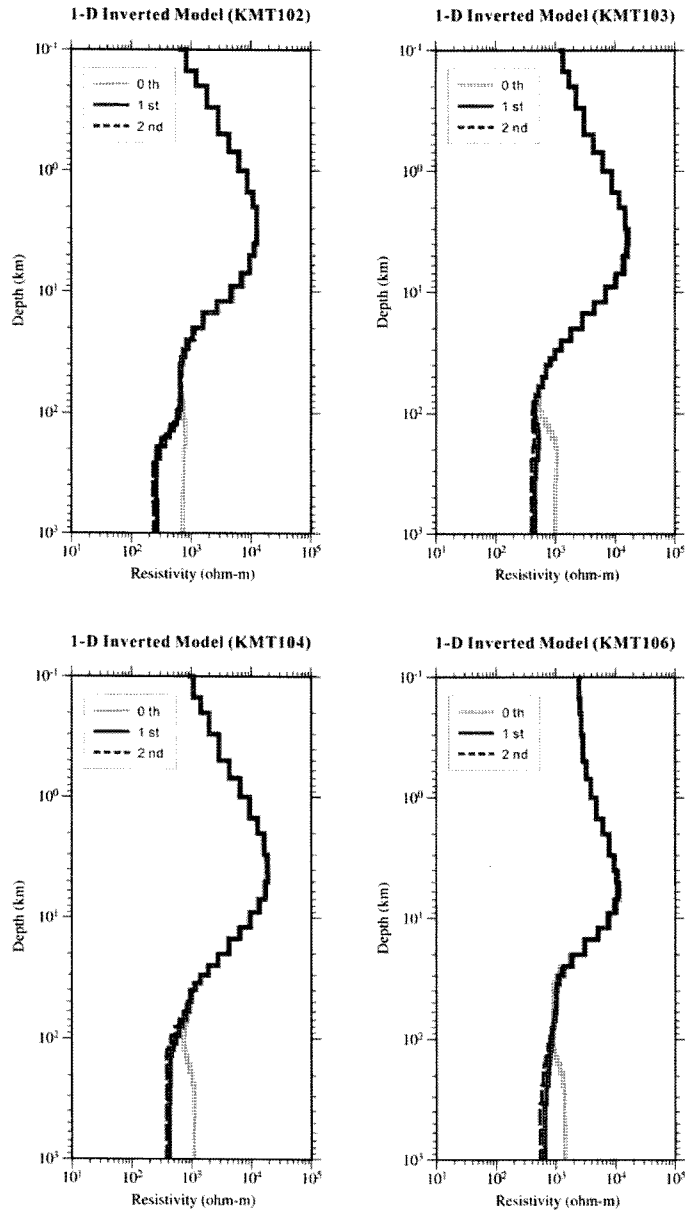 1-D Inverted Model (KMT102)
10-1
0 th
1 st
2 nd
100
Depth (km)
101
102
103
101 102 103 104 105
Resistivity (ohm-m)
1-D Inverted Model (KMT103)
10-1
0 th
1 st
2 nd
100
Depth (km)
101
102
103
101 102 103 104 105
Resistivity (ohm-m)
1-D Inverted Model (KMT104)
10-1
0 th
1 st
2 nd
100
Depth (km)
101
102
103
101 102 103 104 105
Resistivity (ohm-m)
1-D Inverted Model (KMT106)
10-1
0 th
1 st
2 nd
100
Depth (km)
101
102
103
101 102 103 104 105
Resistivity (ohm-m)